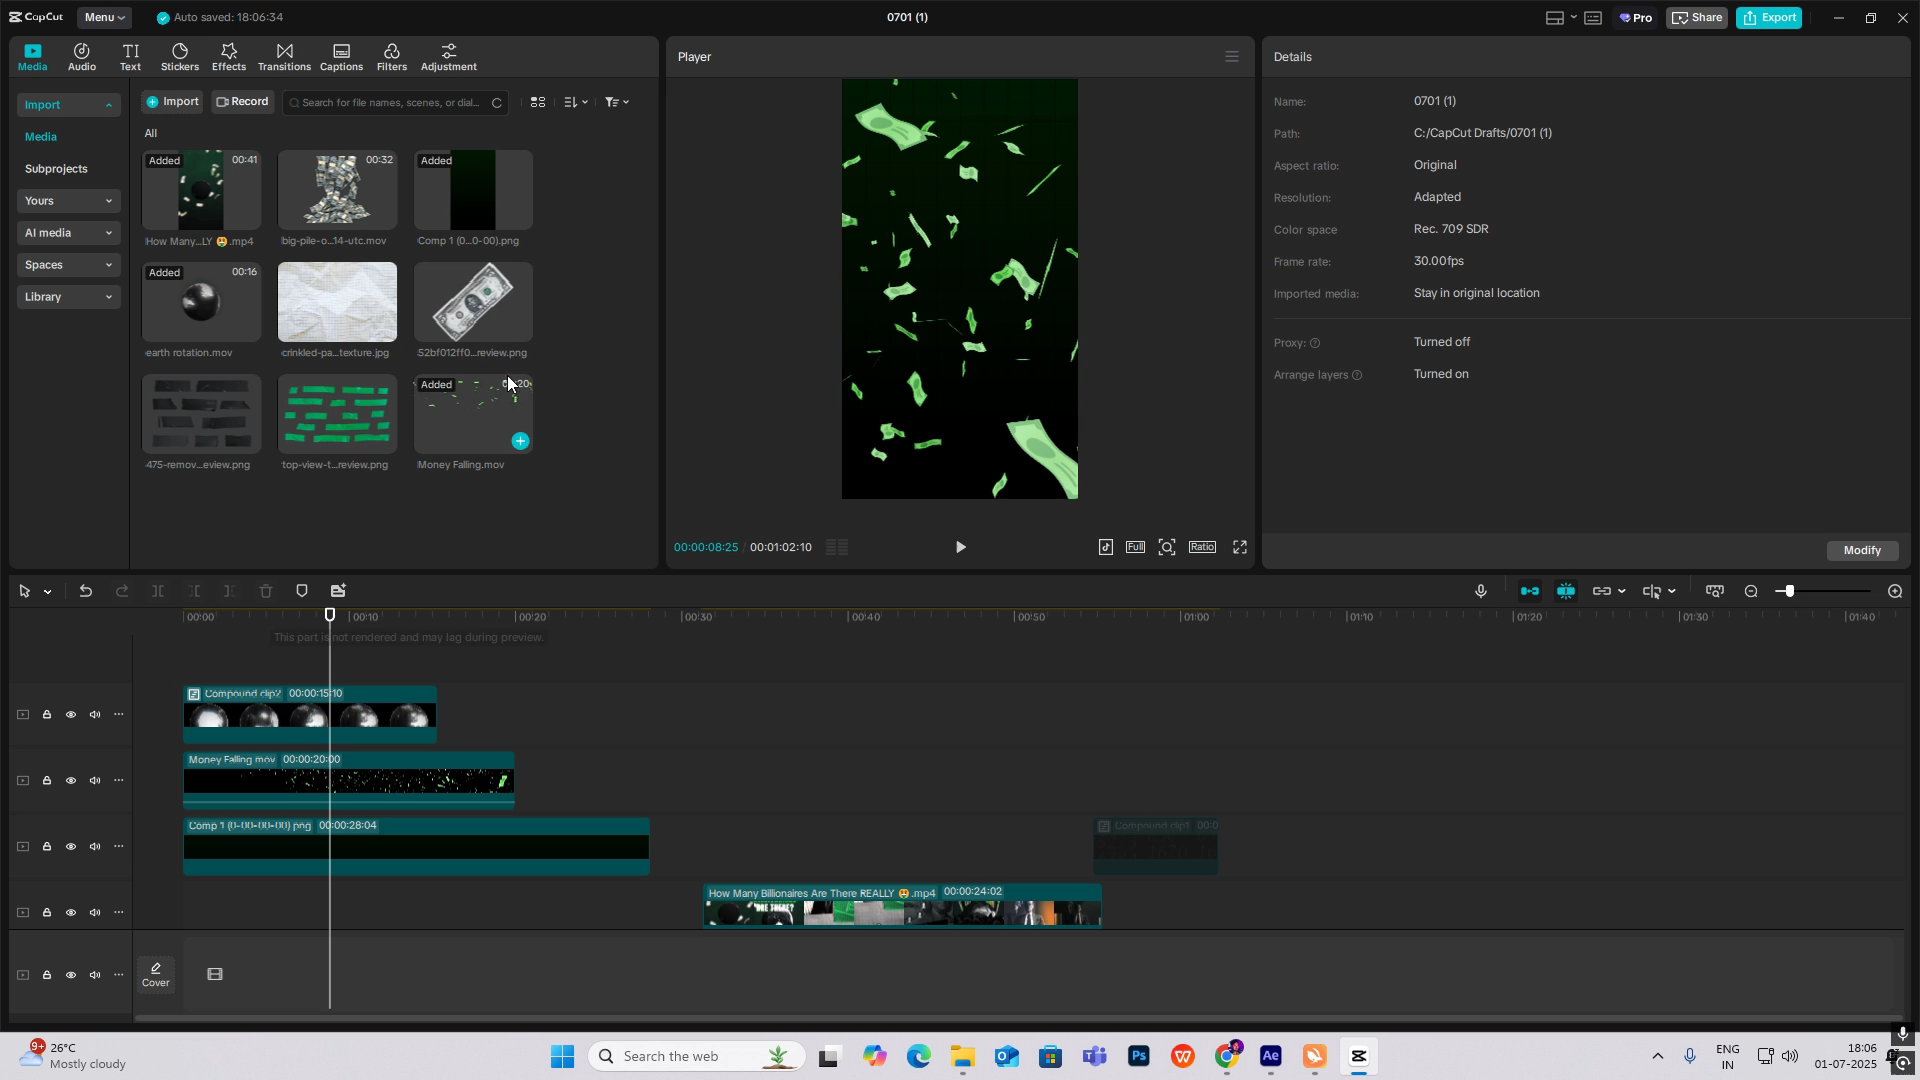 CapCut
Menu
Auto saved: 18:06:34
0701 (1)
Pro
Share
Export
Media
Audio
Text
Stickers
Effects
Transitions
Captions
Filters
Adjustment
Player
Details
Import
Media
Subprojects
Yours
AI media
Spaces
Library
Import
Record
Search for file names, scenes, or dial...
All
Added 00:41
00:32
Added
How Many...LY 🤑.mp4
big-pile-o...14-utc.mov
Comp 1 (0...0-00).png
Added 00:16
earth rotation.mov
crinkled-pa...texture.jpg
52bf012ff0...review.png
Added
475-remov...eview.png
top-view-t...review.png
Money Falling.mov
00:00:08:25 / 00:01:02:10
Full
Ratio
Name: 0701 (1)
Path: C:/CapCut Drafts/0701 (1)
Aspect ratio: Original
Resolution: Adapted
Color space Rec. 709 SDR
Frame rate: 30.00fps
Imported media: Stay in original location
Proxy: Turned off
Arrange layers Turned on
Modify
00:00 00:10 00:20 00:30 00:40 00:50 01:00 01:10 01:20 01:30 01:40
This part is not rendered and may lag during preview.
Compound clip2 00:00:15:10
Money Falling.mov 00:00:20:00
Comp 1 (0-00-00-00).png 00:00:28:04
Compound clip1 00:0
How Many Billionaires Are There REALLY 🤑.mp4 00:00:24:02
Cover
9+
26°C
Mostly cloudy
Search the web
Ps
Ae
ENG
IN
18:06
01-07-2025